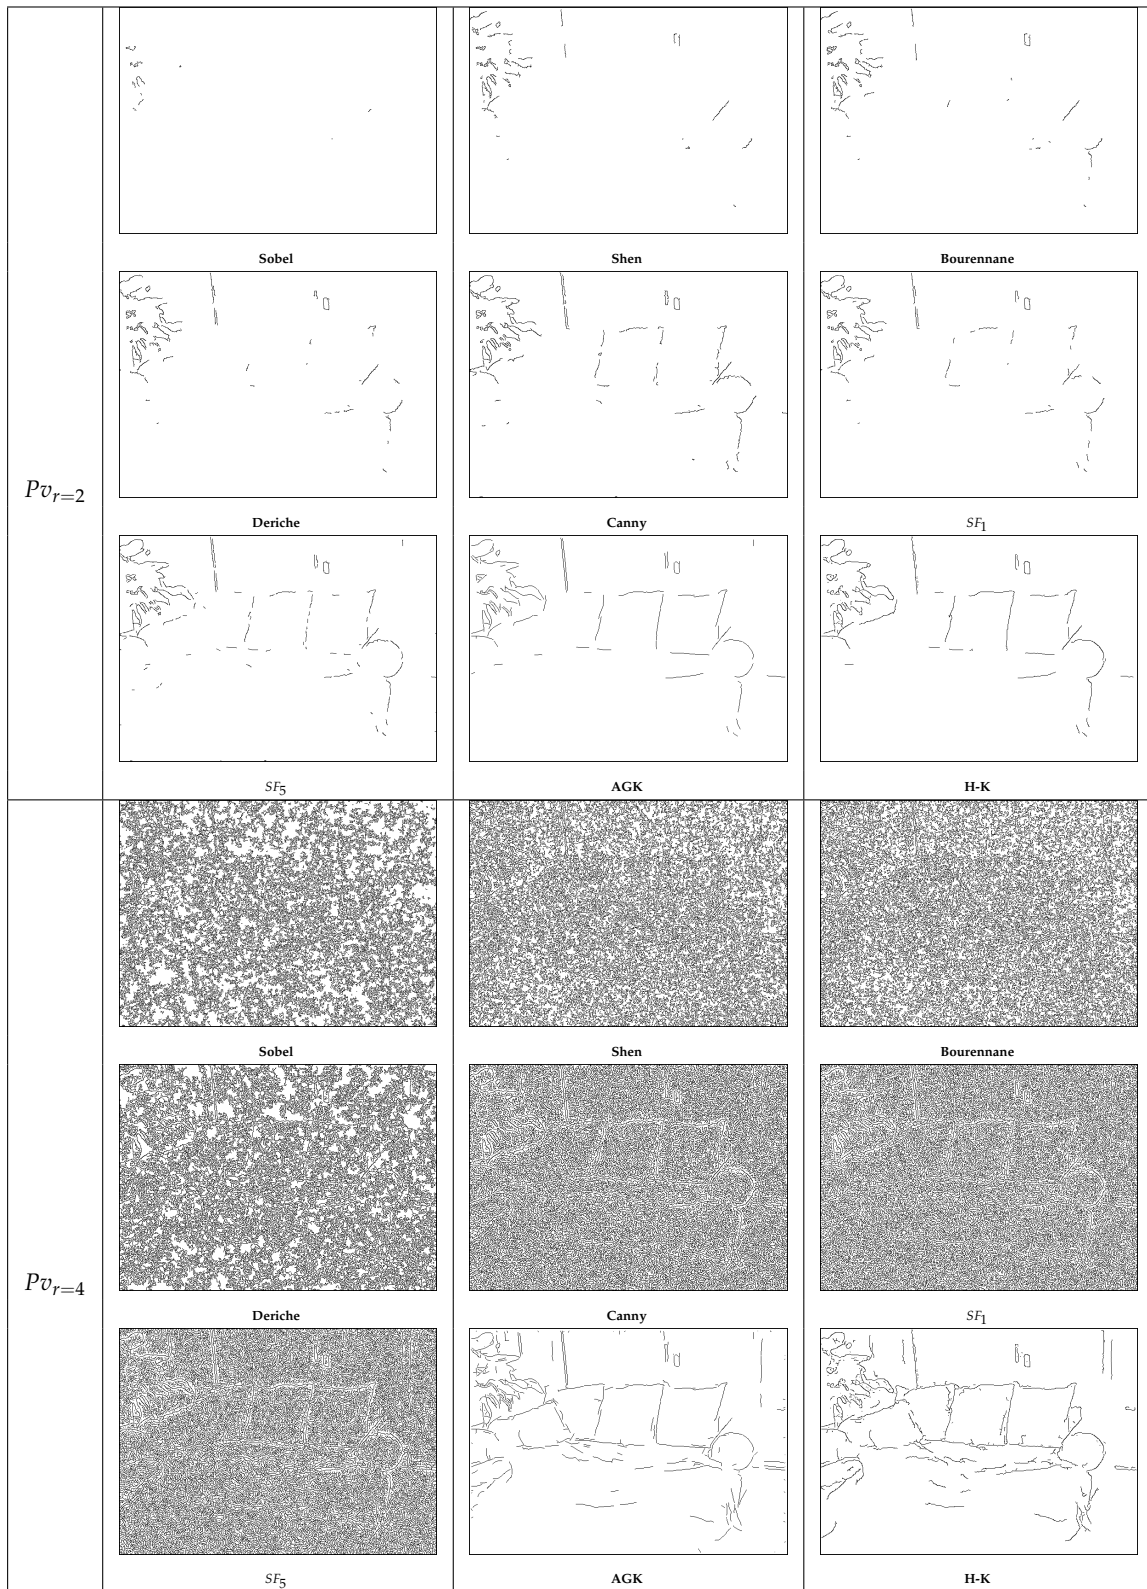 Sobel Shen Bourennane
Pv_{r=2}
Deriche Canny SF_1
SF_5 AGK H-K
Sobel Shen Bourennane
Pv_{r=4}
Deriche Canny SF_1
SF_5 AGK H-K